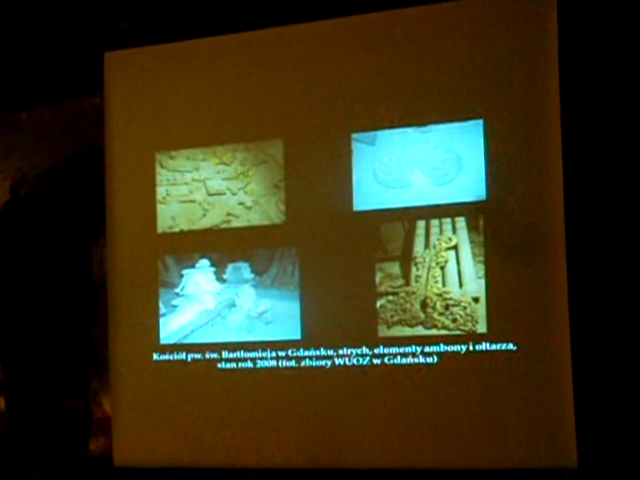 Kościół pw. św. Bartłomieja w Gdańsku, strych, elementy ambony i ołtarza,
stan rok 2008 (fot. zbiory WUOZ w Gdańsku)